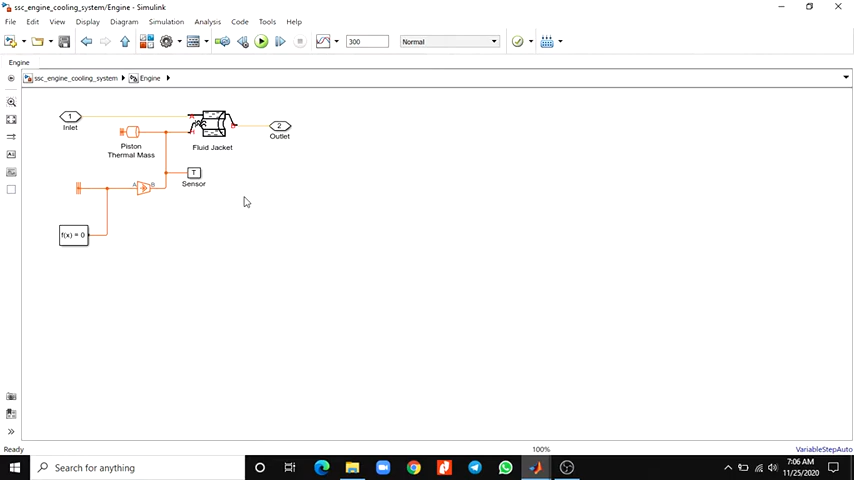 ssc_engine_cooling_system/Engine - Simulink
File Edit View Display Diagram Simulation Analysis Code Tools Help
300 Normal
Engine
ssc_engine_cooling_system Engine
1
Inlet
Piston
Thermal Mass
A
H
B
Fluid Jacket
2
Outlet
T
Sensor
A B
f(x) = 0
Ready 100% VariableStepAuto
Search for anything
7:06 AM
11/25/2020